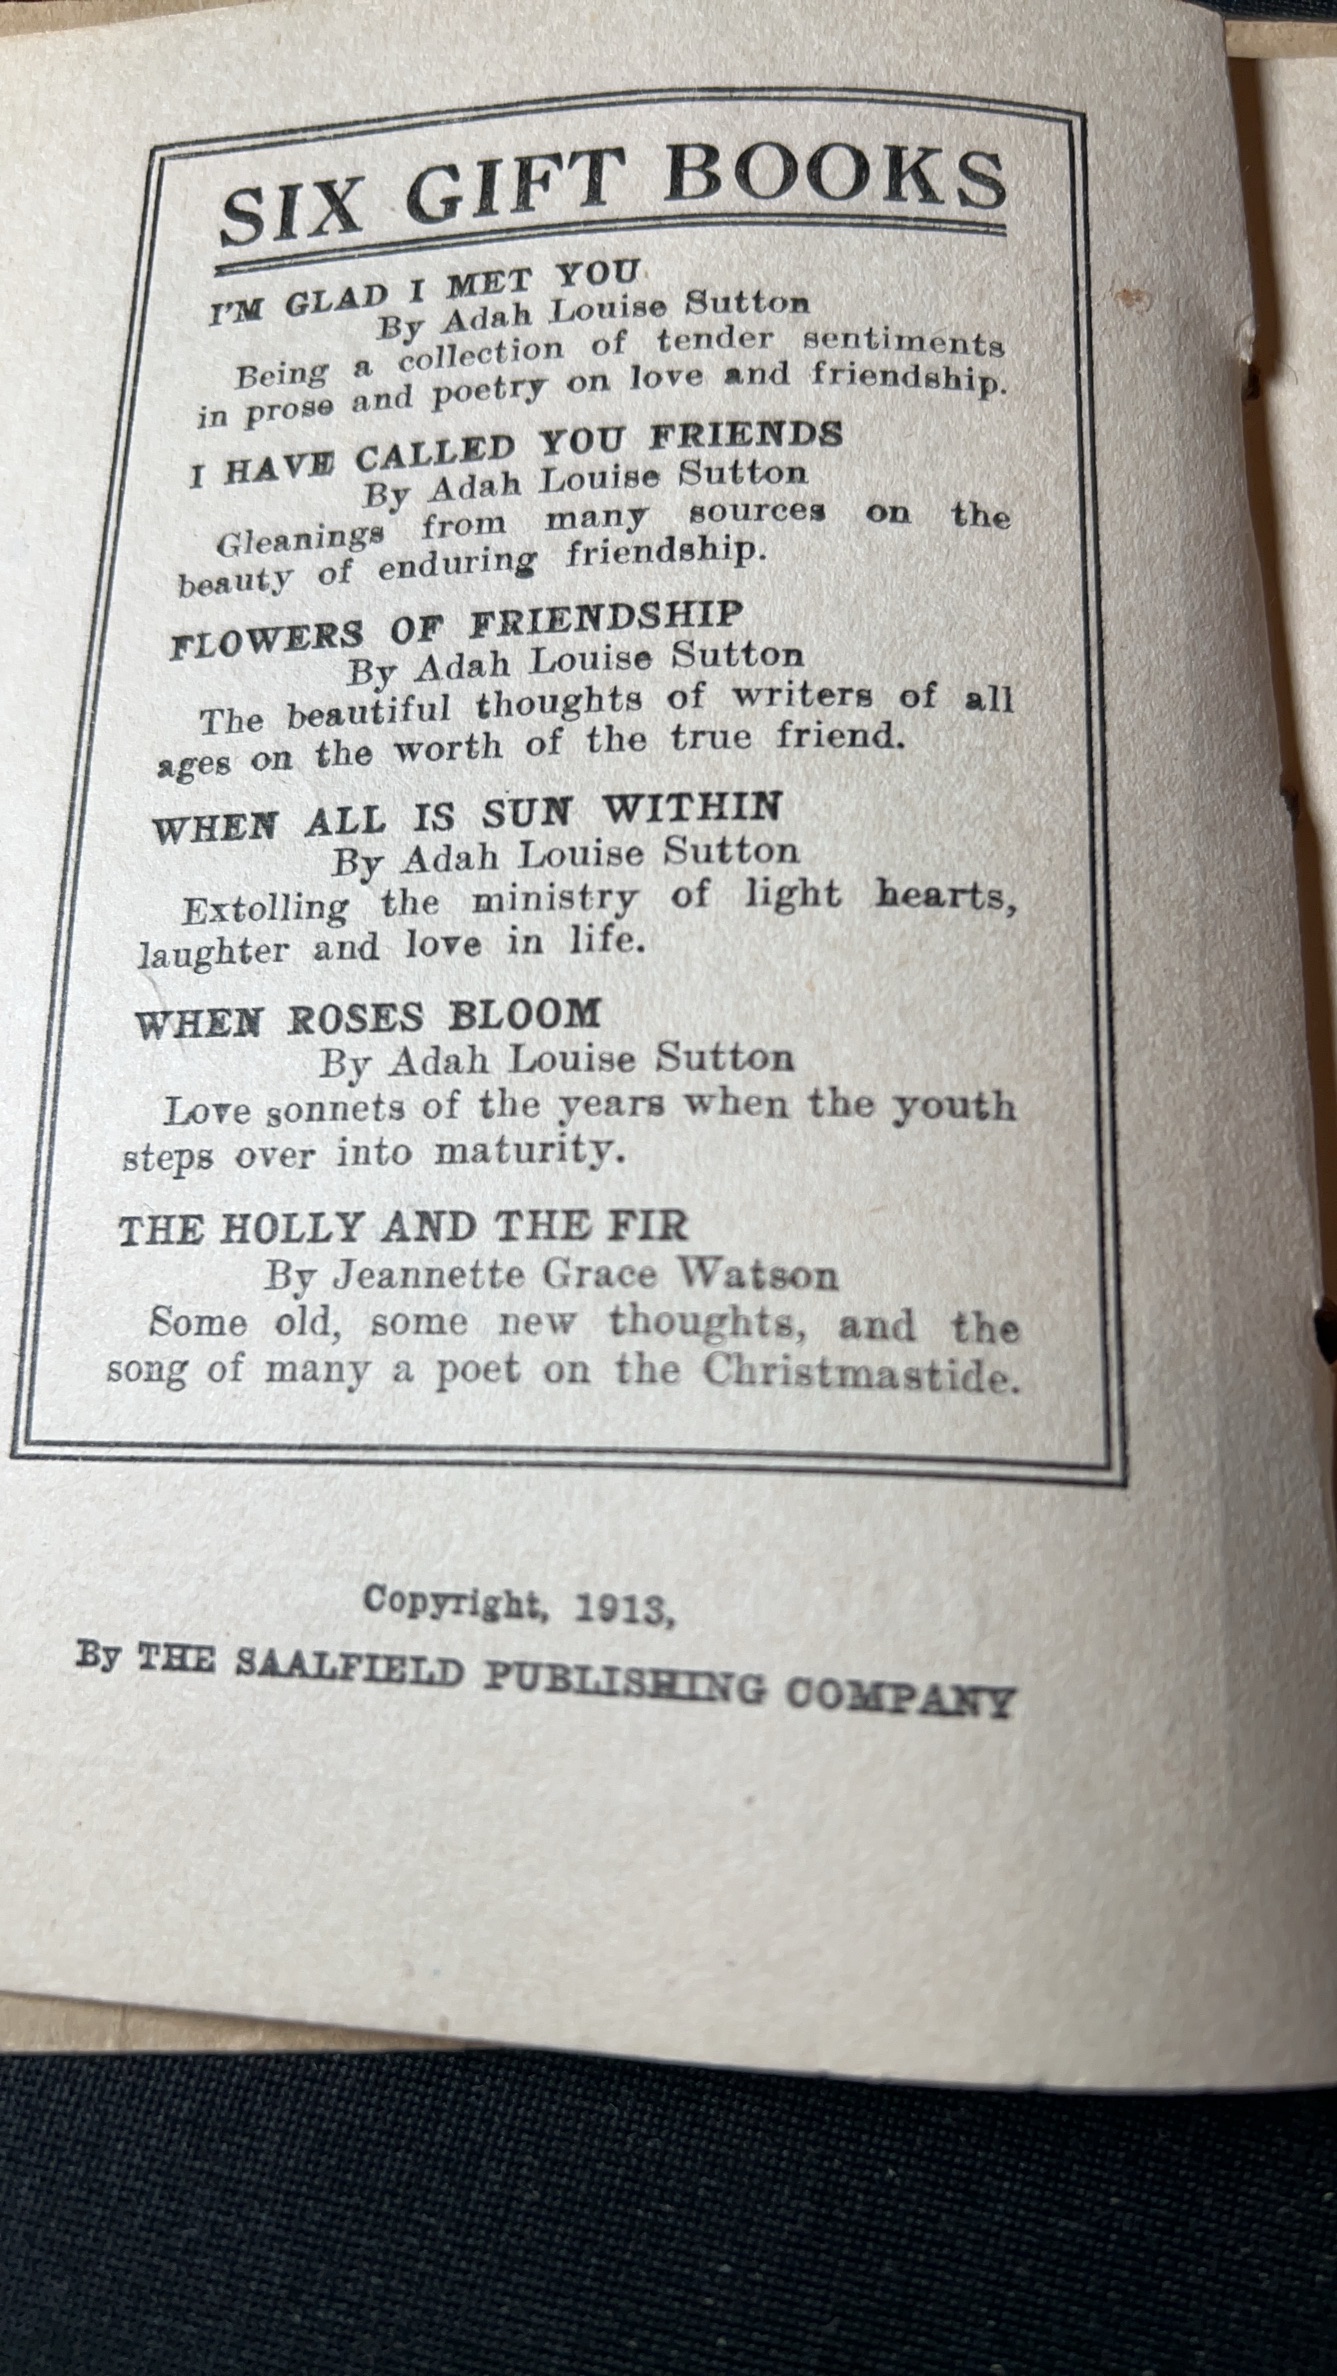 SIX GIFT BOOKS
I'M GLAD I MET YOU
By Adah Louise Sutton
Being a collection of tender sentiments
in prose and poetry on love and friendship.
I HAVE CALLED YOU FRIENDS
By Adah Louise Sutton
Gleanings from many sources on the
beauty of enduring friendship.
FLOWERS OF FRIENDSHIP
By Adah Louise Sutton
The beautiful thoughts of writers of all
ages on the worth of the true friend.
WHEN ALL IS SUN WITHIN
By Adah Louise Sutton
Extolling the ministry of light hearts,
laughter and love in life.
WHEN ROSES BLOOM
By Adah Louise Sutton
Love sonnets of the years when the youth
steps over into maturity.
THE HOLLY AND THE FIR
By Jeannette Grace Watson
Some old, some new thoughts, and the
song of many a poet on the Christmastide.
Copyright, 1913,
By THE SAALFIELD PUBLISHING COMPANY